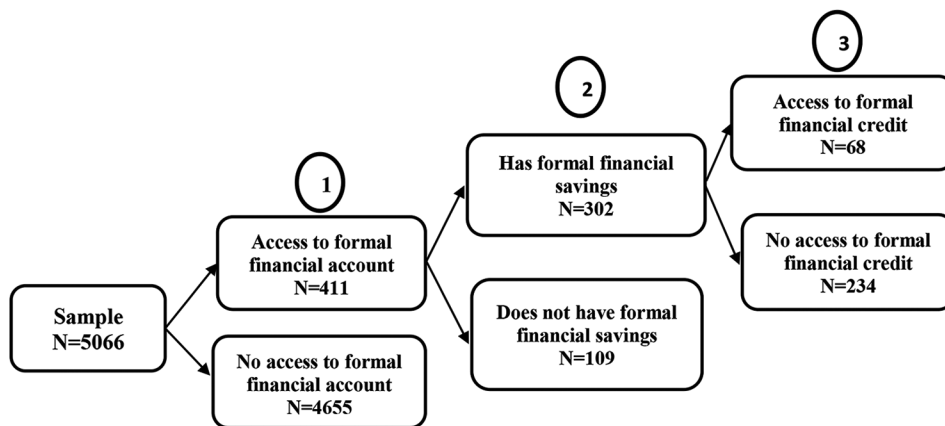 Sample
N=5066
1
Access to formal
financial account
N=411
No access to formal
financial account
N=4655
2
Has formal financial
savings
N=302
Does not have formal
financial savings
N=109
3
Access to formal
financial credit
N=68
No access to formal
financial credit
N=234